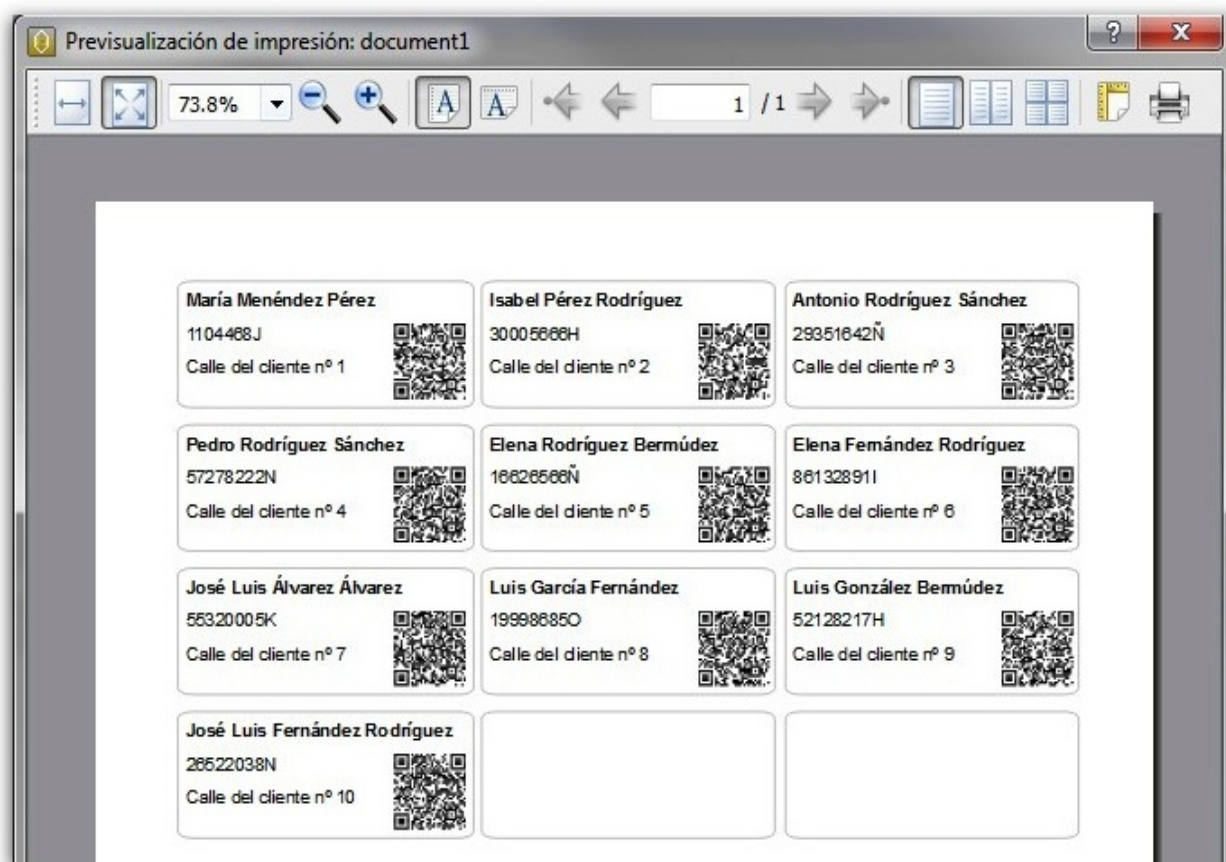 Previsualización de impresión: document1
73.8%
1 / 1
María Menéndez Pérez
1104468J
Calle del cliente nº 1
Isabel Pérez Rodríguez
30005666H
Calle del cliente nº 2
Antonio Rodríguez Sánchez
29351642Ñ
Calle del cliente nº 3
Pedro Rodríguez Sánchez
57278222N
Calle del cliente nº 4
Elena Rodríguez Bermúdez
16626566Ñ
Calle del cliente nº 5
Elena Fernández Rodríguez
86132891I
Calle del cliente nº 6
José Luis Álvarez Álvarez
55320005K
Calle del cliente nº 7
Luis García Fernández
19998685O
Calle del cliente nº 8
Luis González Bermúdez
52128217H
Calle del cliente nº 9
José Luis Fernández Rodríguez
26522038N
Calle del cliente nº 10